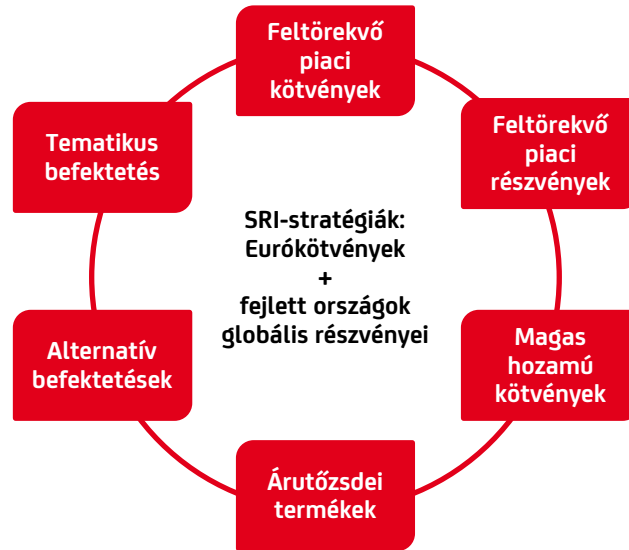 Feltörekvő
piaci
kötvények
Feltörekvő
piaci
részvények
Magas
hozamú
kötvények
Árutőzsdei
termékek
Alternatív
befektetések
Tematikus
befektetés
SRI-stratégiák:
Eurókötvények
+
fejlett országok
globális részvényei